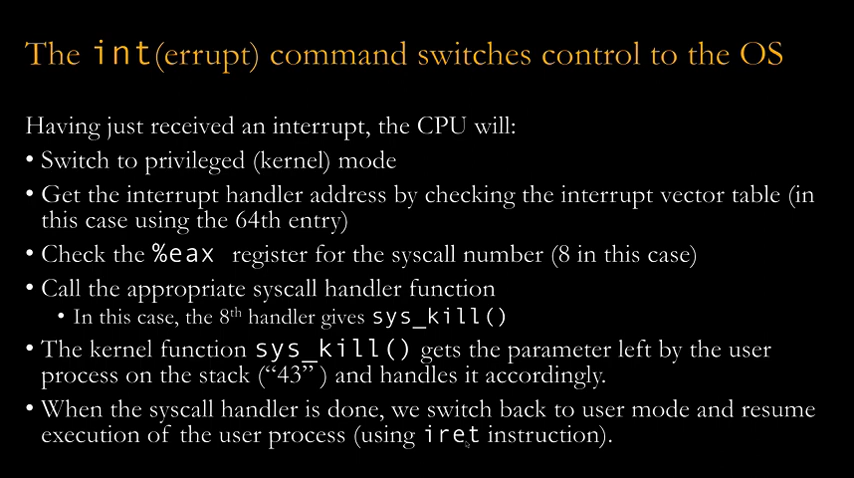 The int(errupt) command switches control to the OS
Having just received an interrupt, the CPU will:
• Switch to privileged (kernel) mode
• Get the interrupt handler address by checking the interrupt vector table (in
this case using the 64th entry)
• Check the %eax register for the syscall number (8 in this case)
• Call the appropriate syscall handler function
• In this case, the 8th handler gives sys_kill()
• The kernel function sys_kill() gets the parameter left by the user
process on the stack (“43” ) and handles it accordingly.
• When the syscall handler is done, we switch back to user mode and resume
execution of the user process (using iret instruction).